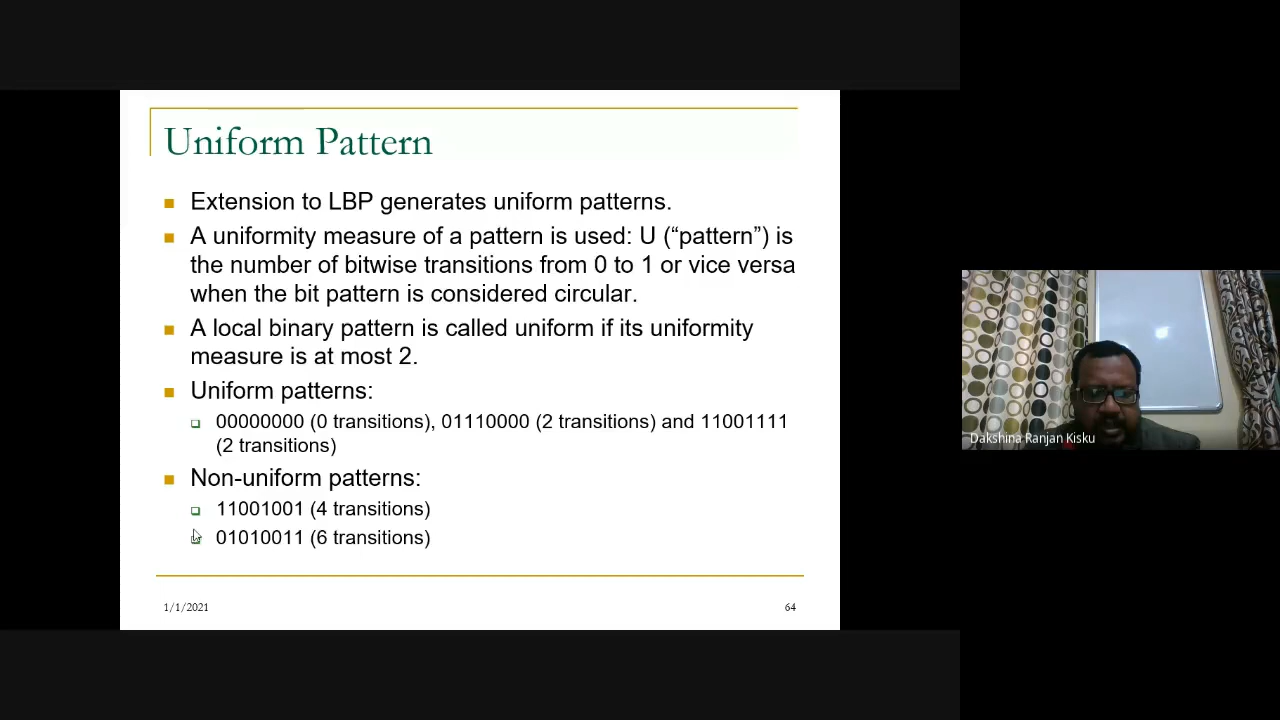 Uniform Pattern
Extension to LBP generates uniform patterns.
A uniformity measure of a pattern is used: U (“pattern”) is
the number of bitwise transitions from 0 to 1 or vice versa
when the bit pattern is considered circular.
A local binary pattern is called uniform if its uniformity
measure is at most 2.
Uniform patterns:
00000000 (0 transitions), 01110000 (2 transitions) and 11001111
(2 transitions)
Non-uniform patterns:
11001001 (4 transitions)
01010011 (6 transitions)
1/1/2021
64
Dakshina Ranjan Kisku